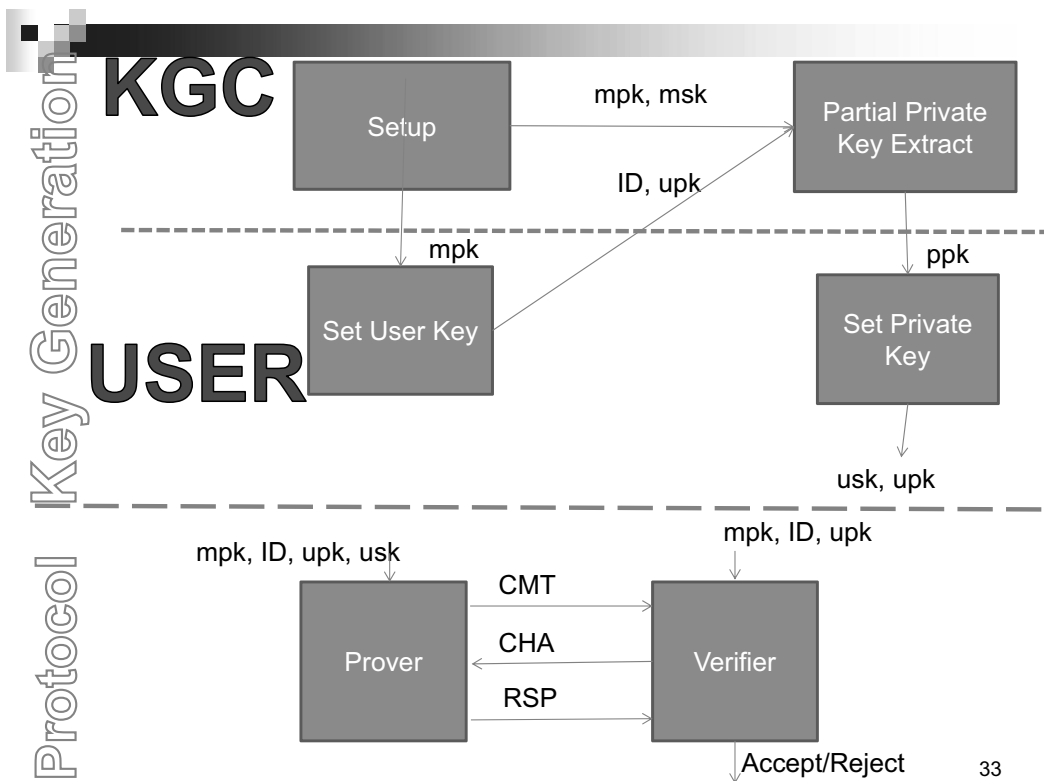 Key Generation
KGC
Setup
mpk, msk
Partial Private
Key Extract
ID, upk
mpk
ppk
USER
Set User Key
Set Private
Key
usk, upk
Protocol
mpk, ID, upk, usk
mpk, ID, upk
CMT
Prover
CHA
Verifier
RSP
Accept/Reject
33